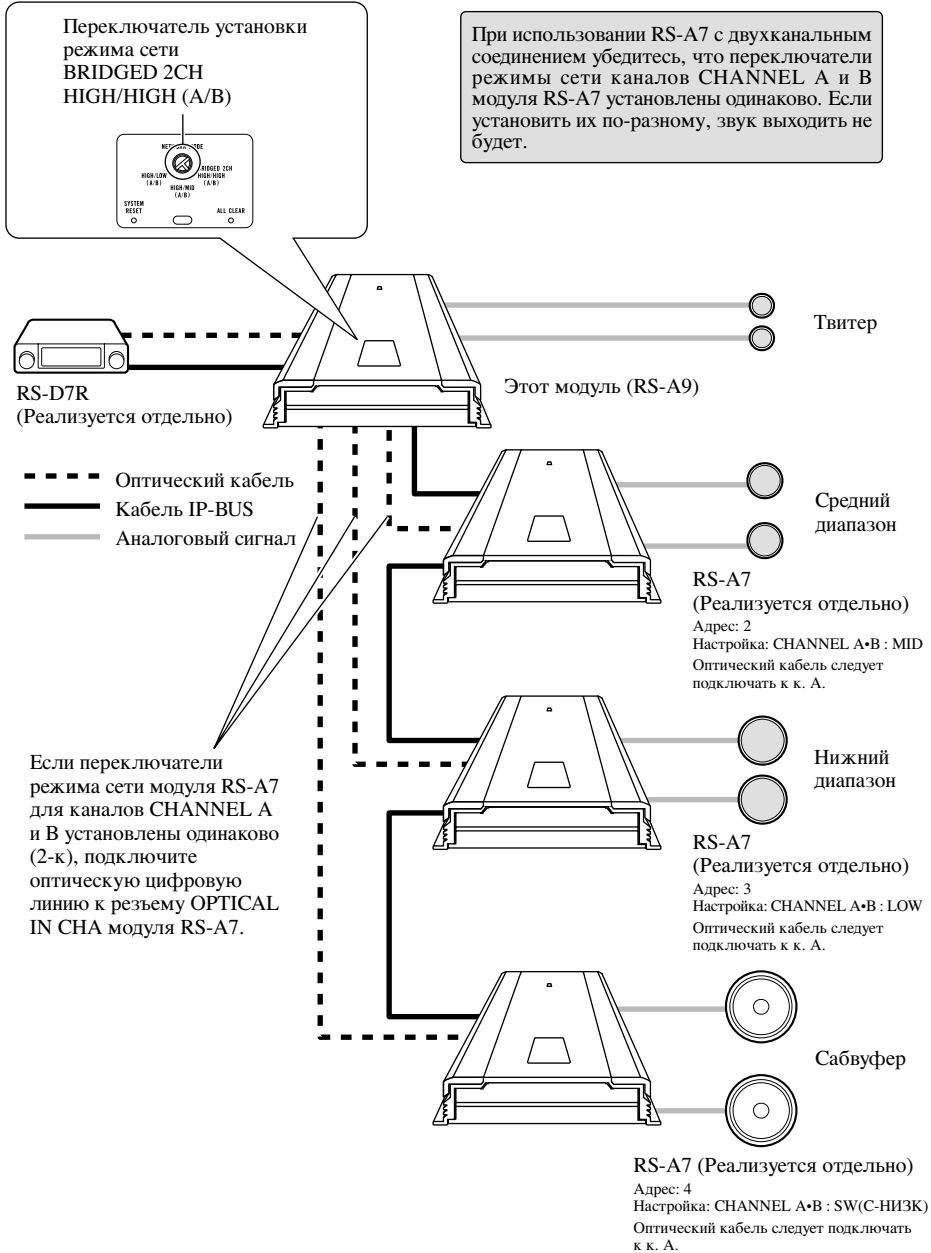 Переключатель установки
режима сети
BRIDGED 2CH
HIGH/HIGH (A/B)
При использовании RS-A7 с двухканальным
соединением убедитесь, что переключатели
режимы сети каналов CHANNEL A и B
модуля RS-A7 установлены одинаково. Если
установить их по-разному, звук выходить не
будет.
BRIDGED 2CH
HIGH/LOW
(A/B)
HIGH/HIGH
(A/B)
HIGH/MID
(A/B)
SYSTEM
RESET
ALL CLEAR
Твитер
RS-D7R
(Реализуется отдельно)
Этот модуль (RS-A9)
Оптический кабель
Кабель IP-BUS
Аналоговый сигнал
Средний
диапазон
RS-A7
(Реализуется отдельно)
Адрес: 2
Настройка: CHANNEL A•B : MID
Оптический кабель следует
подключать к к. А.
Если переключатели
режима сети модуля RS-A7
для каналов CHANNEL A
и B установлены одинаково
(2-к), подключите
оптическую цифровую
линию к резъему OPTICAL
IN CHA модуля RS-A7.
Нижний
диапазон
RS-A7
(Реализуется отдельно)
Адрес: 3
Настройка: CHANNEL A•B : LOW
Оптический кабель следует
подключать к к. А.
Сабвуфер
RS-A7 (Реализуется отдельно)
Адрес: 4
Настройка: CHANNEL A•B : SW(С-НИЗК)
Оптический кабель следует подключать
к к. А.